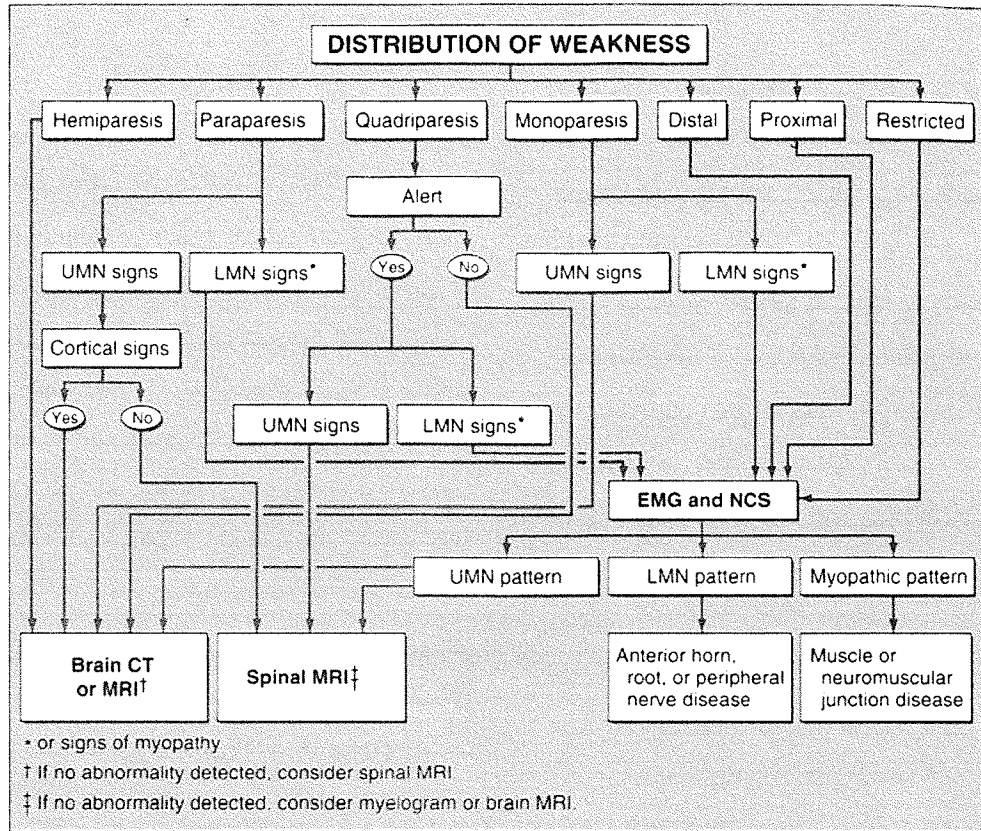 DISTRIBUTION OF WEAKNESS
Hemiparesis
Paraparesis
Quadriparesis
Monoparesis
Distal
Proximal
Restricted
Alert
UMN signs
LMN signs*
Yes
No
UMN signs
LMN signs*
Cortical signs
Yes
No
UMN signs
LMN signs*
EMG and NCS
UMN pattern
LMN pattern
Myopathic pattern
Brain CT
or MRI†
Spinal MRI‡
Anterior horn,
root, or peripheral
nerve disease
Muscle or
neuromuscular
junction disease
* or signs of myopathy
† If no abnormality detected, consider spinal MRI
‡ If no abnormality detected, consider myelogram or brain MRI.